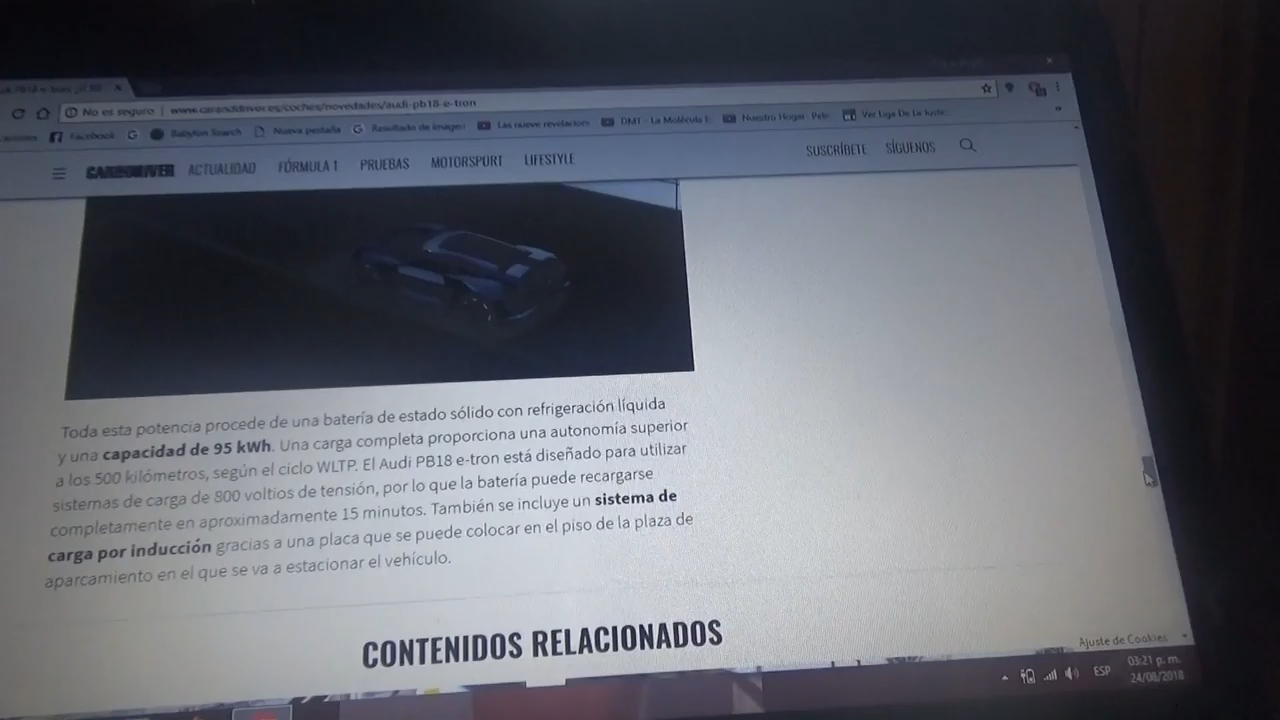 No es seguro | www.caranddriver.es/coches/novedades/audi-pb18-e-tron
Facebook
Babylon Search
Nueva pestaña
Resultado de imagen
Las nueve revelacion
DMT - La Molécula
Nuestro Hogar - Pelí
Ver Liga De La Justic
CARANDDRIVER ACTUALIDAD FÓRMULA 1 PRUEBAS MOTORSPORT LIFESTYLE SUSCRÍBETE SÍGUENOS
Toda esta potencia procede de una batería de estado sólido con refrigeración líquida
y una capacidad de 95 kWh. Una carga completa proporciona una autonomía superior
a los 500 kilómetros, según el ciclo WLTP. El Audi PB18 e-tron está diseñado para utilizar
sistemas de carga de 800 voltios de tensión, por lo que la batería puede recargarse
completamente en aproximadamente 15 minutos. También se incluye un sistema de
carga por inducción gracias a una placa que se puede colocar en el piso de la plaza de
aparcamiento en el que se va a estacionar el vehículo.
CONTENIDOS RELACIONADOS
Ajuste de Cookies
ESP
03:21 p. m.
24/08/2018